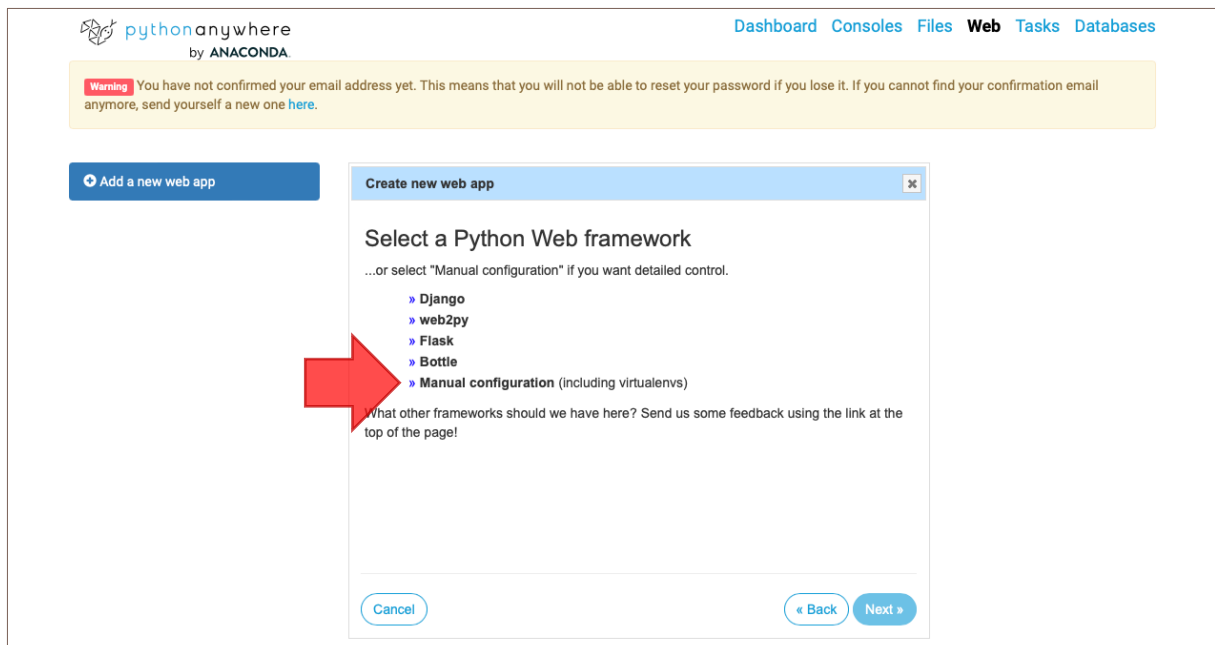 pythonanywhere
by ANACONDA.
Dashboard Consoles Files Web Tasks Databases
Warning You have not confirmed your email address yet. This means that you will not be able to reset your password if you lose it. If you cannot find your confirmation email
anymore, send yourself a new one here.
Add a new web app
Create new web app
Select a Python Web framework
...or select "Manual configuration" if you want detailed control.
» Django
» web2py
» Flask
» Bottle
» Manual configuration (including virtualenvs)
What other frameworks should we have here? Send us some feedback using the link at the
top of the page!
Cancel
« Back
Next »